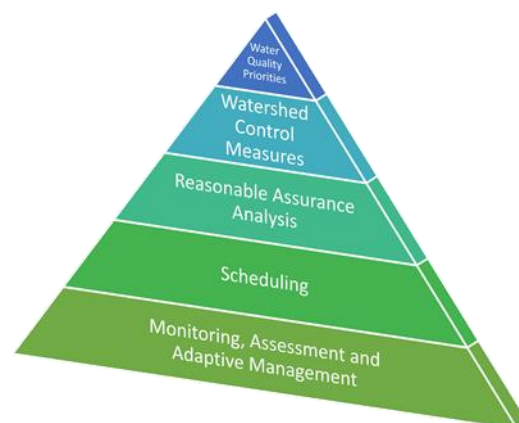 Water
Quality
Priorities
Watershed
Control
Measures
Reasonable Assurance
Analysis
Scheduling
Monitoring, Assessment and
Adaptive Management